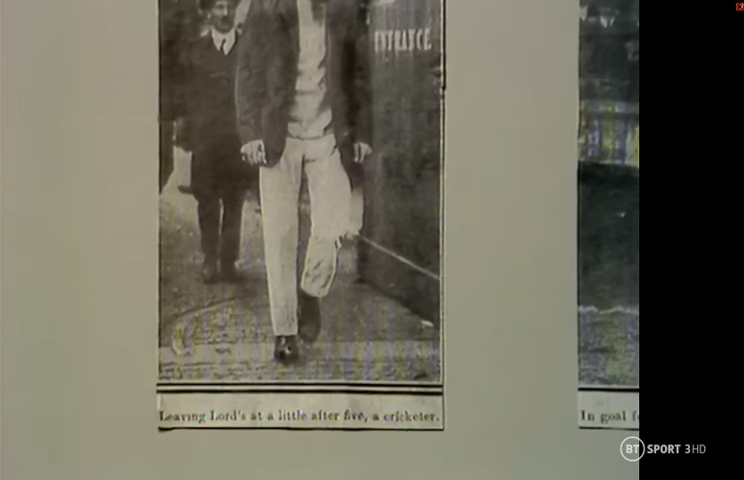 ENTRANCE
Leaving Lord's at a little after five, a cricketer.
In goal
BT SPORT 3HD